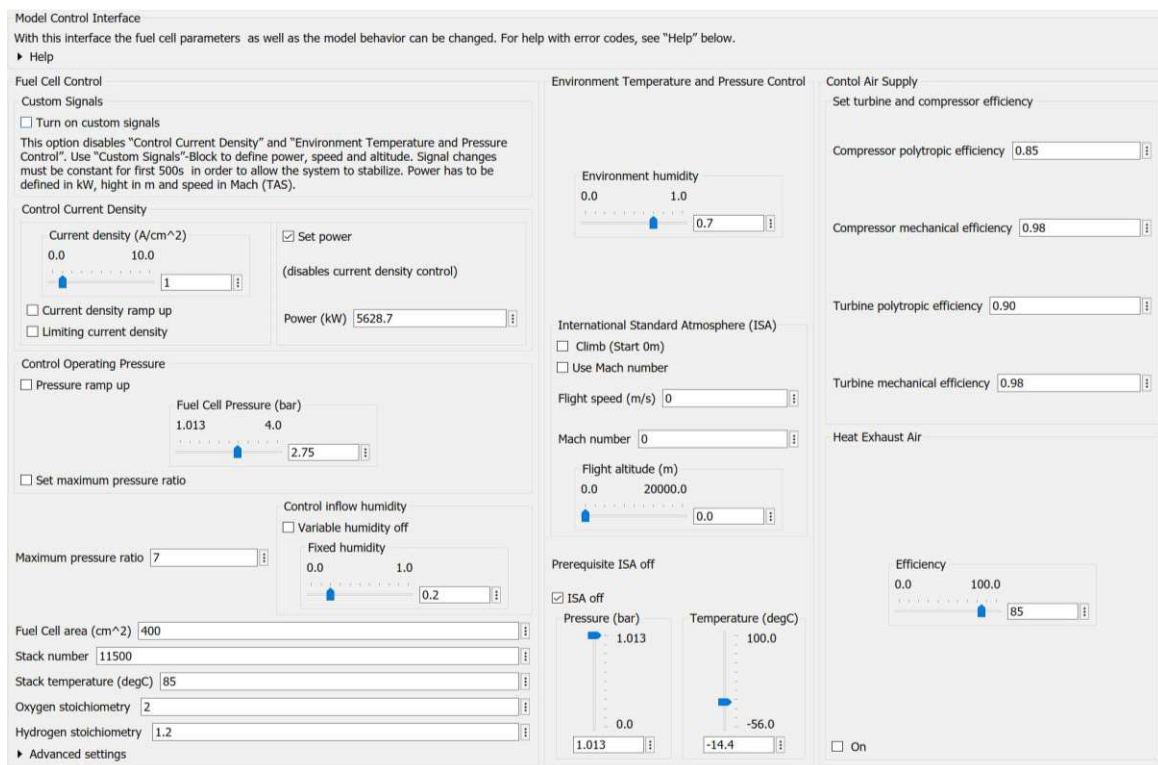 Model Control Interface
With this interface the fuel cell parameters as well as the model behavior can be changed. For help with error codes, see "Help" below.
Help
Fuel Cell Control
Custom Signals
Turn on custom signals
This option disables "Control Current Density" and "Environment Temperature and Pressure
Control". Use "Custom Signals"-Block to define power, speed and altitude. Signal changes
must be constant for first 500s in order to allow the system to stabilize. Power has to be
defined in kW, hight in m and speed in Mach (TAS).
Control Current Density
Current density (A/cm^2)
0.0 10.0
1
Current density ramp up
Limiting current density
Set power
(disables current density control)
Power (kW) 5628.7
Control Operating Pressure
Pressure ramp up
Fuel Cell Pressure (bar)
1.013 4.0
2.75
Set maximum pressure ratio
Maximum pressure ratio 7
Control inflow humidity
Variable humidity off
Fixed humidity
0.0 1.0
0.2
Fuel Cell area (cm^2) 400
Stack number 11500
Stack temperature (degC) 85
Oxygen stoichiometry 2
Hydrogen stoichiometry 1.2
Advanced settings
Environment Temperature and Pressure Control
Environment humidity
0.0 1.0
0.7
International Standard Atmosphere (ISA)
Climb (Start 0m)
Use Mach number
Flight speed (m/s) 0
Mach number 0
Flight altitude (m)
0.0 20000.0
0.0
Prerequisite ISA off
ISA off
Pressure (bar)
1.013
0.0
1.013
Temperature (degC)
100.0
-56.0
-14.4
Contol Air Supply
Set turbine and compressor efficiency
Compressor polytropic efficiency 0.85
Compressor mechanical efficiency 0.98
Turbine polytropic efficiency 0.90
Turbine mechanical efficiency 0.98
Heat Exhaust Air
Efficiency
0.0 100.0
85
On